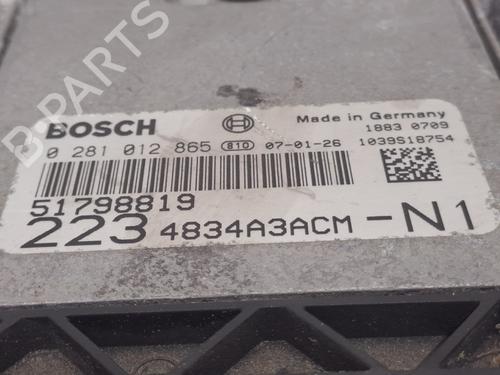 BOSCH
Made in Germany
1883 0709
0 281 012 865 810 07-01-26
1039S18754
51798819
223 4834A3ACM -N1
B-PARTS